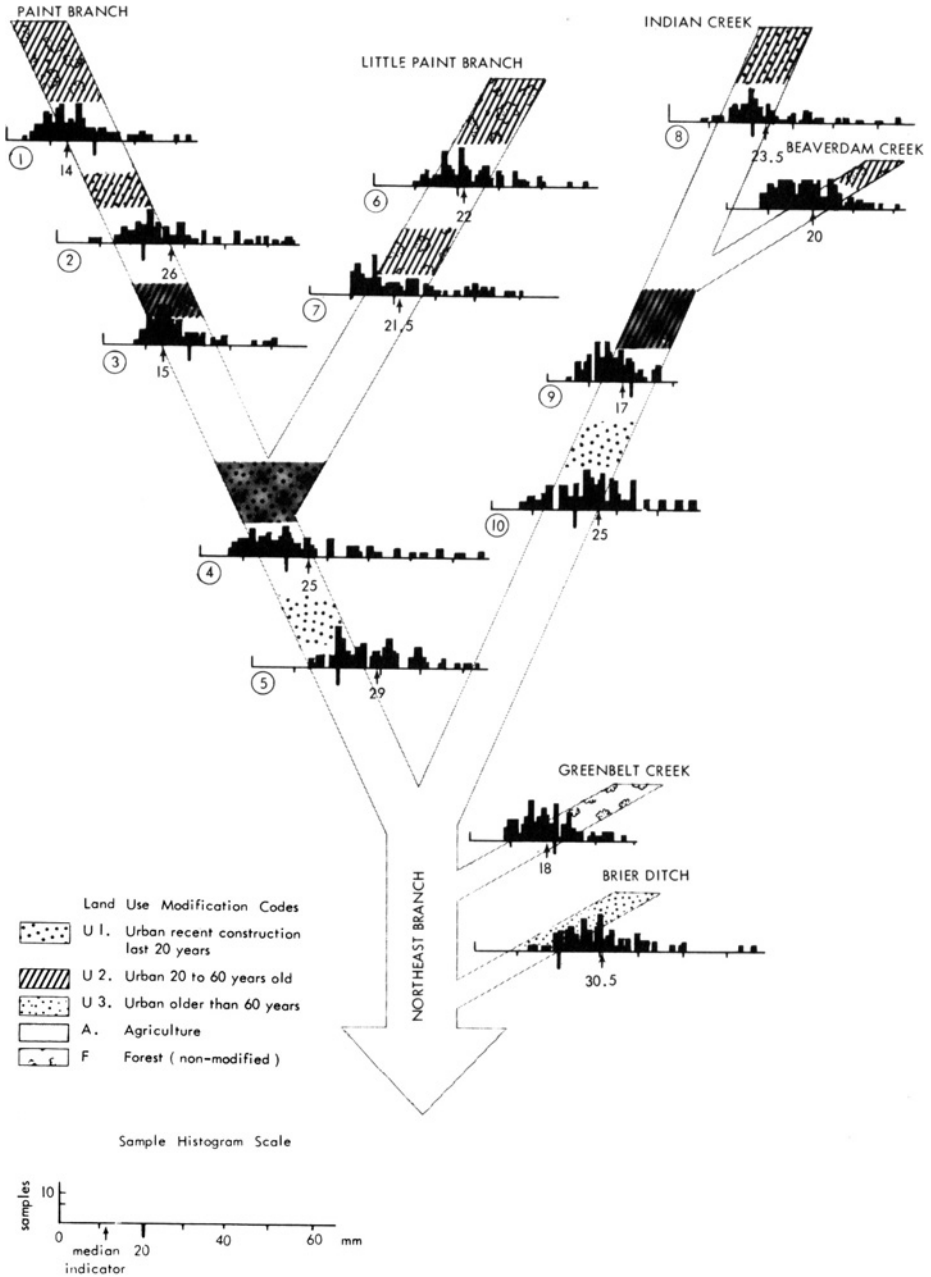 PAINT BRANCH
INDIAN CREEK
LITTLE PAINT BRANCH
1
14
6
22
8
23.5
BEAVERDAM CREEK
20
2
26
7
21.5
3
15
9
17
10
25
4
25
5
29
GREENBELT CREEK
18
BRIER DITCH
30.5
NORTHEAST BRANCH
Land Use Modification Codes
U 1. Urban recent construction
last 20 years
U 2. Urban 20 to 60 years old
U 3. Urban older than 60 years
A. Agriculture
F Forest ( non-modified )
Sample Histogram Scale
samples
10
0 20 60 mm
median
indicator